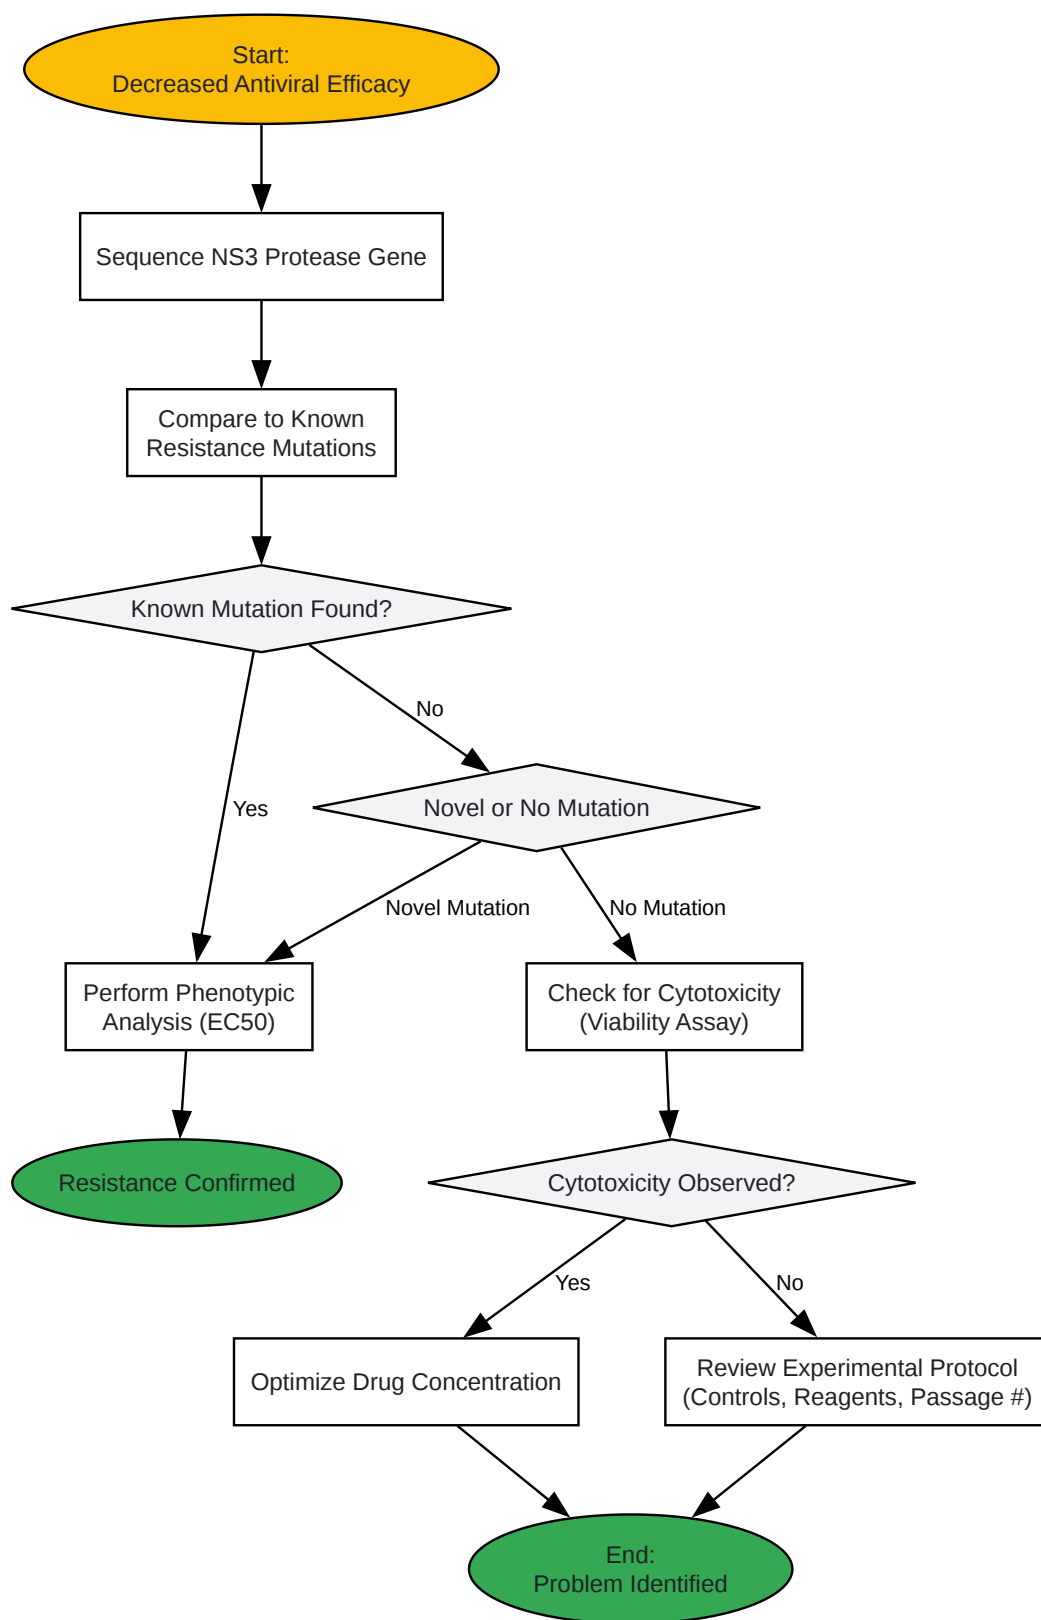 Start:
Decreased Antiviral Efficacy
Sequence NS3 Protease Gene
Compare to Known
Resistance Mutations
Known Mutation Found?
No
Yes
Novel or No Mutation
Novel Mutation
No Mutation
Perform Phenotypic
Analysis (EC50)
Check for Cytotoxicity
(Viability Assay)
Resistance Confirmed
Cytotoxicity Observed?
Yes
No
Optimize Drug Concentration
Review Experimental Protocol
(Controls, Reagents, Passage #)
End:
Problem Identified